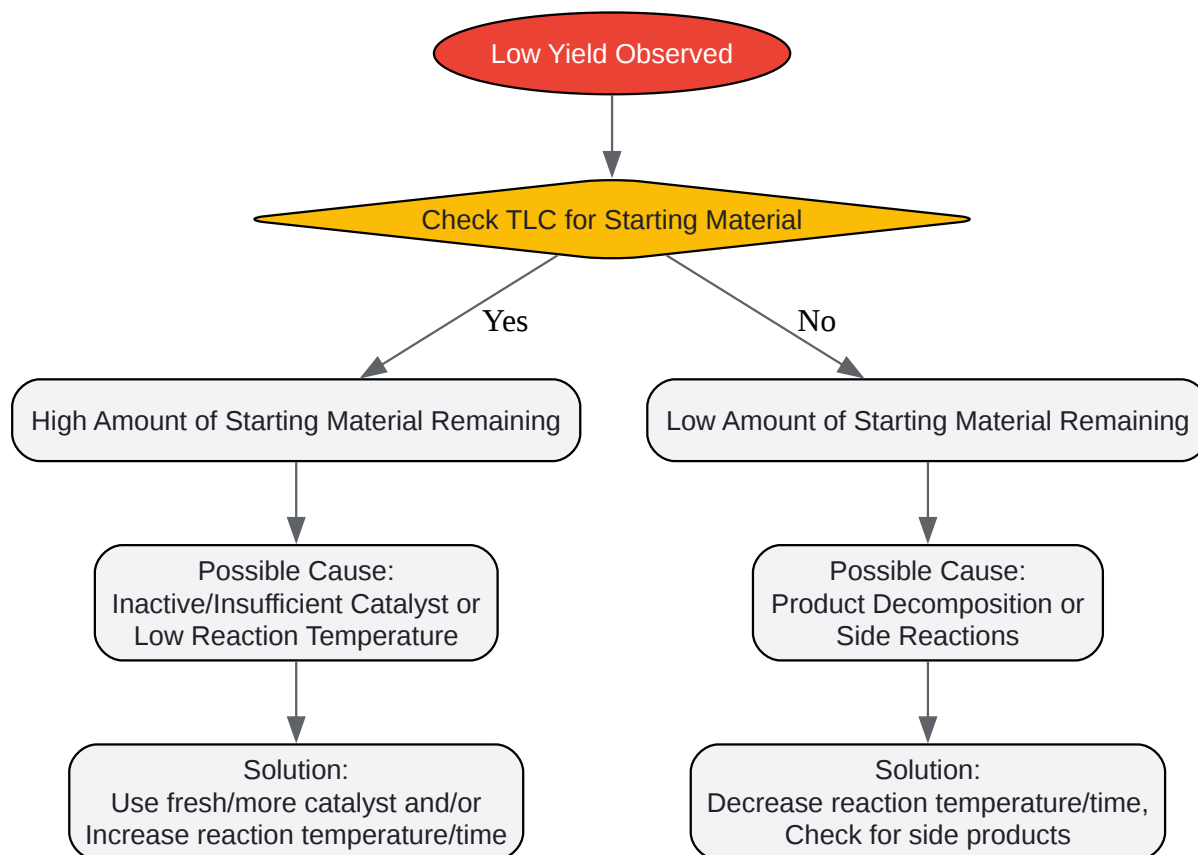 Low Yield Observed
Check TLC for Starting Material
Yes
No
High Amount of Starting Material Remaining
Low Amount of Starting Material Remaining
Possible Cause:
Inactive/Insufficient Catalyst or
Low Reaction Temperature
Possible Cause:
Product Decomposition or
Side Reactions
Solution:
Use fresh/more catalyst and/or
Increase reaction temperature/time
Solution:
Decrease reaction temperature/time,
Check for side products